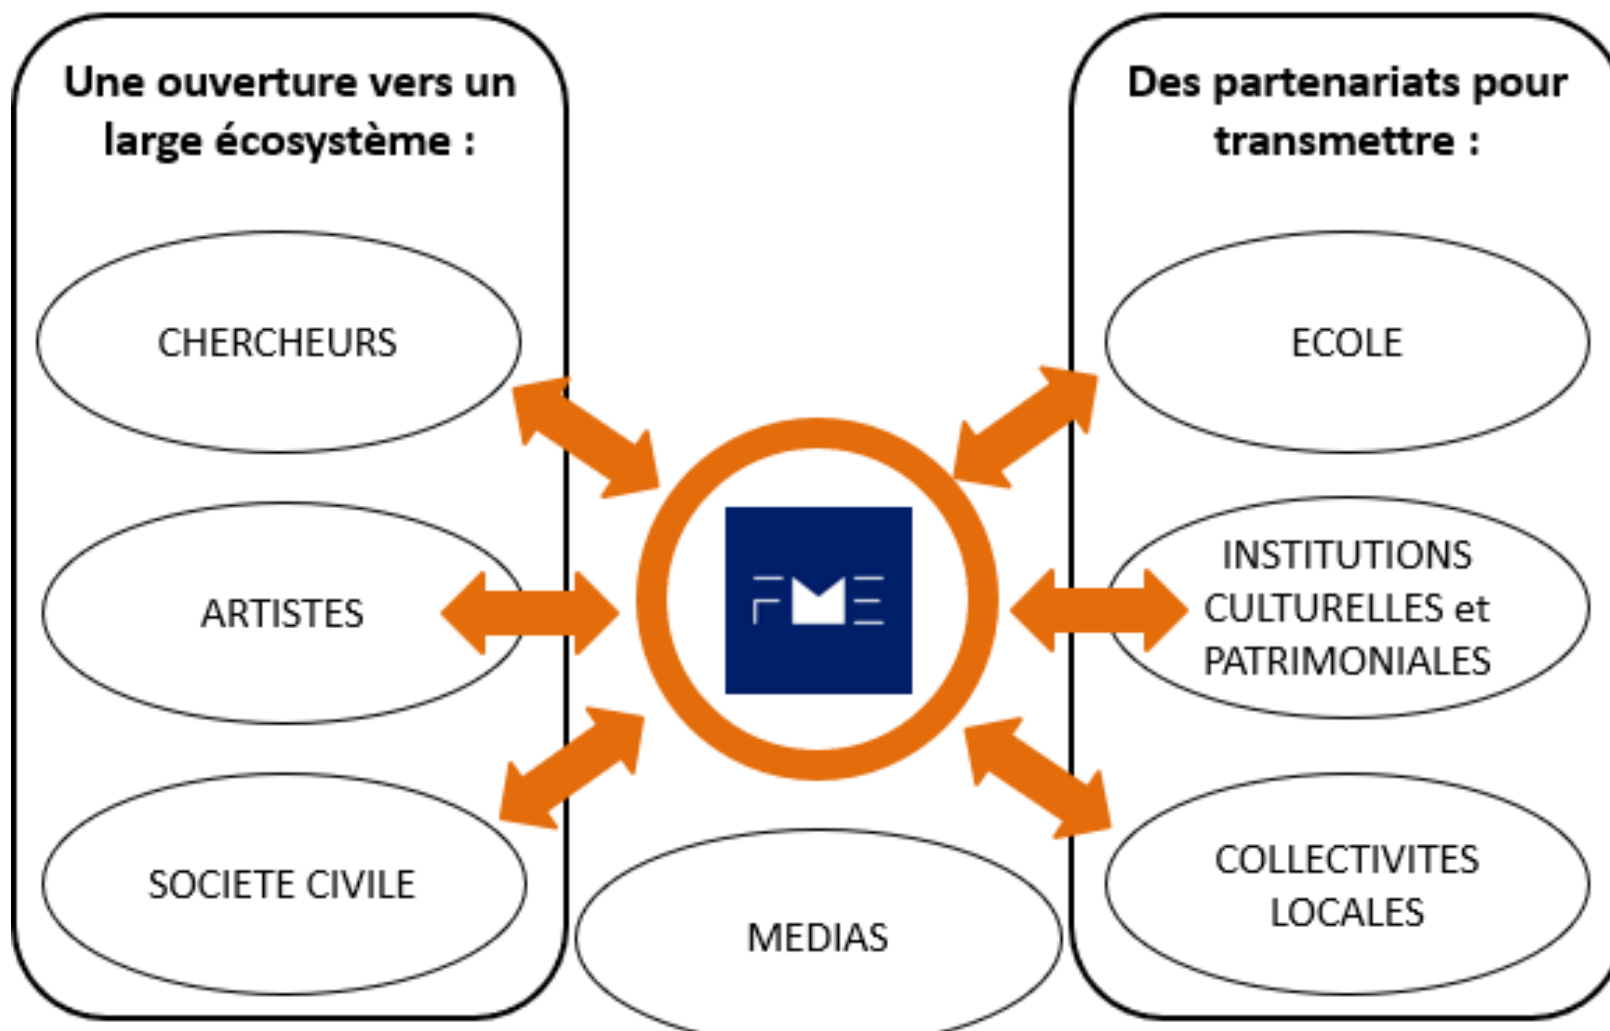 Une ouverture vers un
large écosystème :
CHERCHEURS
ARTISTES
SOCIETE CIVILE
FME
MEDIAS
Des partenariats pour
transmettre :
ECOLE
INSTITUTIONS
CULTURELLES et
PATRIMONIALES
COLLECTIVITES
LOCALES